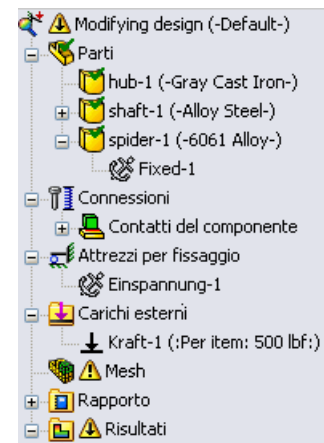 Modifying design (-Default-)
Parti
hub-1 (-Gray Cast Iron-)
shaft-1 (-Alloy Steel-)
spider-1 (-6061 Alloy-)
Fixed-1
Connessioni
Contatti del componente
Attrezzi per fissaggio
Einspannung-1
Carichi esterni
Kraft-1 (:Per item: 500 lbf:)
Mesh
Rapporto
Risultati